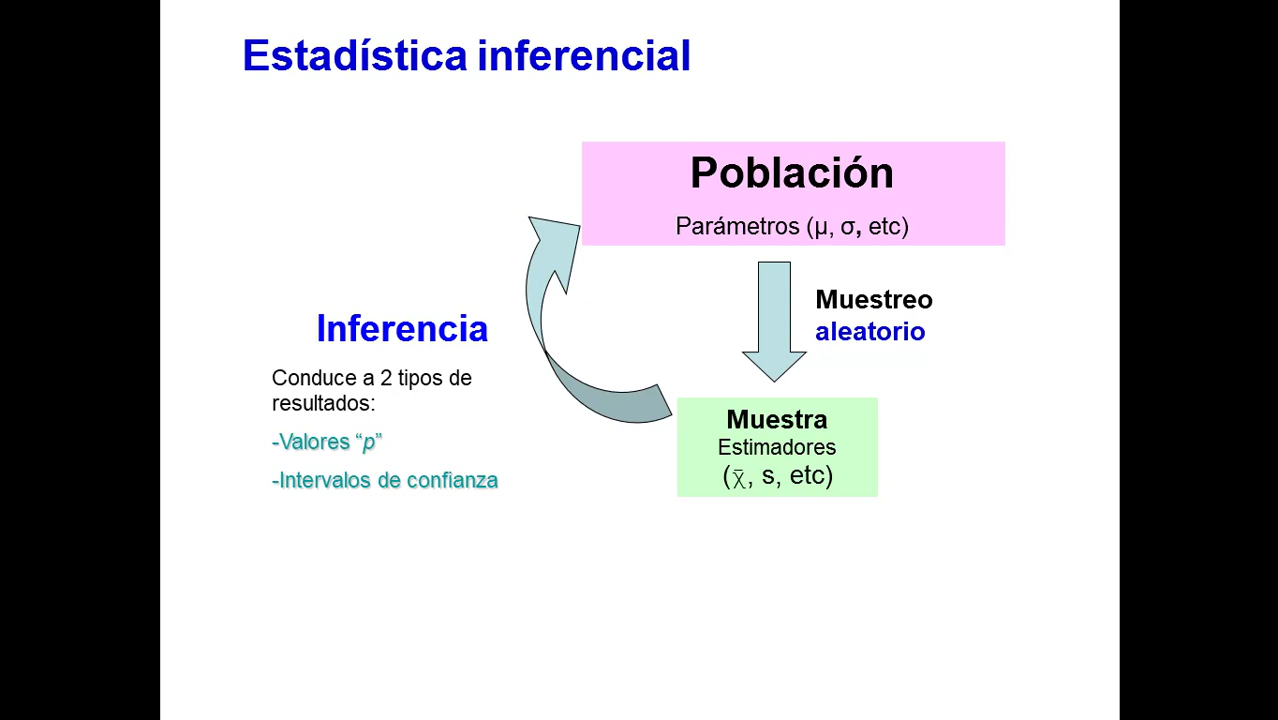 Estadística inferencial
Población
Parámetros (μ, σ, etc)
Muestreo
aleatorio
Inferencia
Conduce a 2 tipos de
resultados:
-Valores “p”
-Intervalos de confianza
Muestra
Estimadores
(χ̄, s, etc)